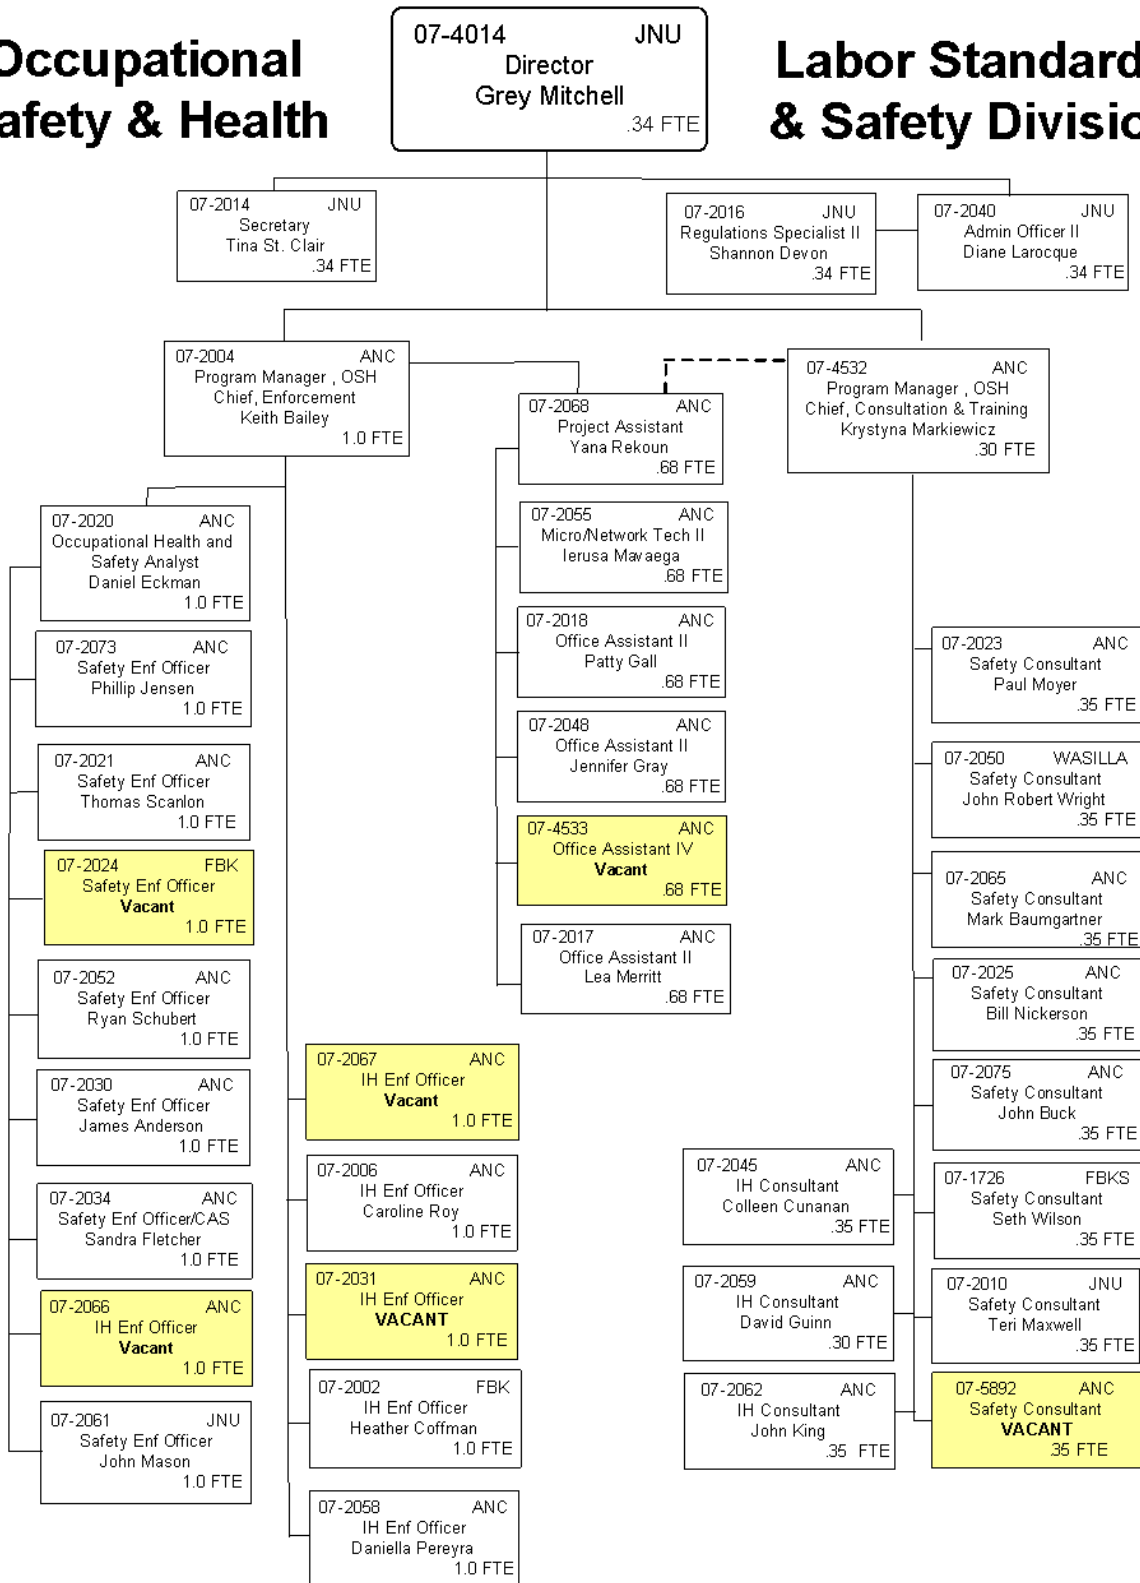 Occupational
afety & Health
07-4014 JNU
Director
Grey Mitchell
.34 FTE
Labor Standard
& Safety Divisio
07-2014 JNU
Secretary
Tina St. Clair
.34 FTE
07-2016 JNU
Regulations Specialist II
Shannon Devon
.34 FTE
07-2040 JNU
Admin Officer II
Diane Larocque
.34 FTE
07-2004 ANC
Program Manager , OSH
Chief, Enforcement
Keith Bailey
1.0 FTE
07-2068 ANC
Project Assistant
Yana Rekoun
.68 FTE
07-4532 ANC
Program Manager , OSH
Chief, Consultation & Training
Krystyna Markiewicz
.30 FTE
07-2020 ANC
Occupational Health and
Safety Analyst
Daniel Eckman
1.0 FTE
07-2073 ANC
Safety Enf Officer
Phillip Jensen
1.0 FTE
07-2021 ANC
Safety Enf Officer
Thomas Scanlon
1.0 FTE
07-2024 FBK
Safety Enf Officer
Vacant
1.0 FTE
07-2052 ANC
Safety Enf Officer
Ryan Schubert
1.0 FTE
07-2030 ANC
Safety Enf Officer
James Anderson
1.0 FTE
07-2034 ANC
Safety Enf Officer/CAS
Sandra Fletcher
1.0 FTE
07-2066 ANC
IH Enf Officer
Vacant
1.0 FTE
07-2061 JNU
Safety Enf Officer
John Mason
1.0 FTE
07-2067 ANC
IH Enf Officer
Vacant
1.0 FTE
07-2006 ANC
IH Enf Officer
Caroline Roy
1.0 FTE
07-2031 ANC
IH Enf Officer
VACANT
1.0 FTE
07-2002 FBK
IH Enf Officer
Heather Coffman
1.0 FTE
07-2058 ANC
IH Enf Officer
Daniella Pereyra
1.0 FTE
07-2055 ANC
Micro/Network Tech II
Ierusa Mavaega
.68 FTE
07-2018 ANC
Office Assistant II
Patty Gall
.68 FTE
07-2048 ANC
Office Assistant II
Jennifer Gray
.68 FTE
07-4533 ANC
Office Assistant IV
Vacant
.68 FTE
07-2017 ANC
Office Assistant II
Lea Merritt
.68 FTE
07-2023 ANC
Safety Consultant
Paul Moyer
.35 FTE
07-2050 WASILLA
Safety Consultant
John Robert Wright
.35 FTE
07-2065 ANC
Safety Consultant
Mark Baumgartner
.35 FTE
07-2025 ANC
Safety Consultant
Bill Nickerson
.35 FTE
07-2075 ANC
Safety Consultant
John Buck
.35 FTE
07-1726 FBKS
Safety Consultant
Seth Wilson
.35 FTE
07-2010 JNU
Safety Consultant
Teri Maxwell
.35 FTE
07-5892 ANC
Safety Consultant
VACANT
.35 FTE
07-2045 ANC
IH Consultant
Colleen Cunanan
.35 FTE
07-2059 ANC
IH Consultant
David Guinn
.30 FTE
07-2062 ANC
IH Consultant
John King
.35 FTE